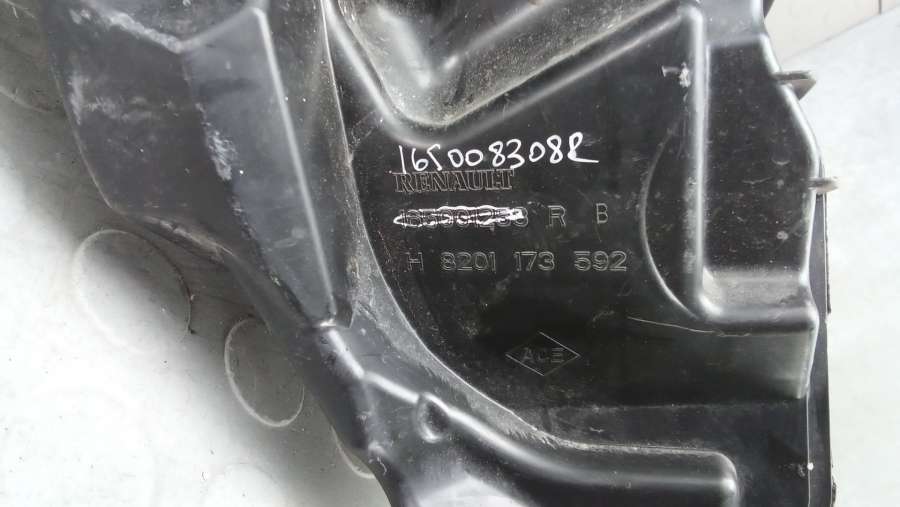 165008308R
RENAULT
R B
H 8201 173 592
ACE